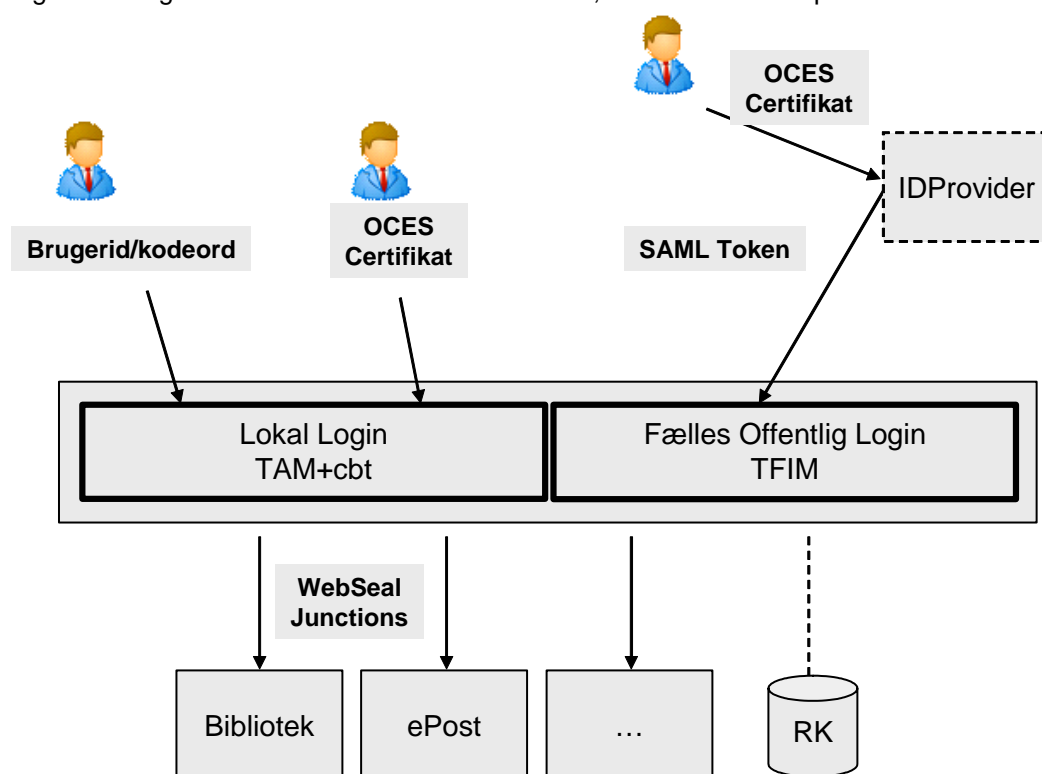 OCES
Certifikat
IDProvider
Brugerid/kodeord
OCES
Certifikat
SAML Token
Lokal Login
TAM+cbt
Fælles Offentlig Login
TFIM
WebSeal
Junctions
Bibliotek
ePost
…
RK